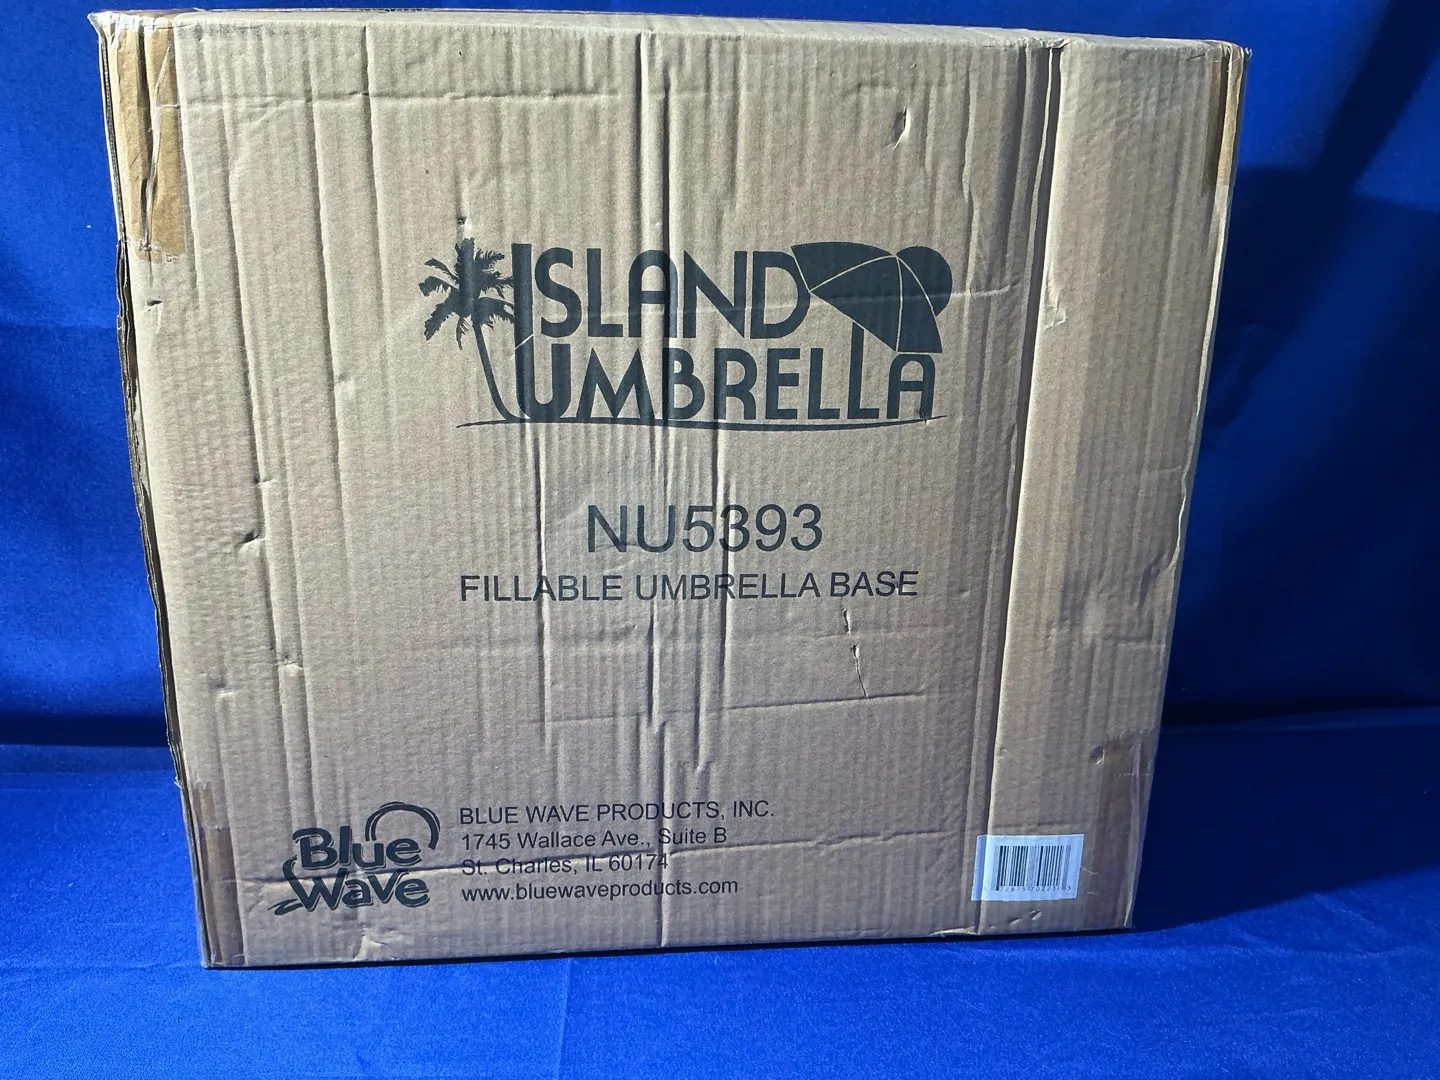 ISLAND
UMBRELLA
NU5393
FILLABLE UMBRELLA BASE
Blue
Wave
BLUE WAVE PRODUCTS, INC.
1745 Wallace Ave., Suite B
St. Charles, IL 60174
www.bluewaveproducts.com